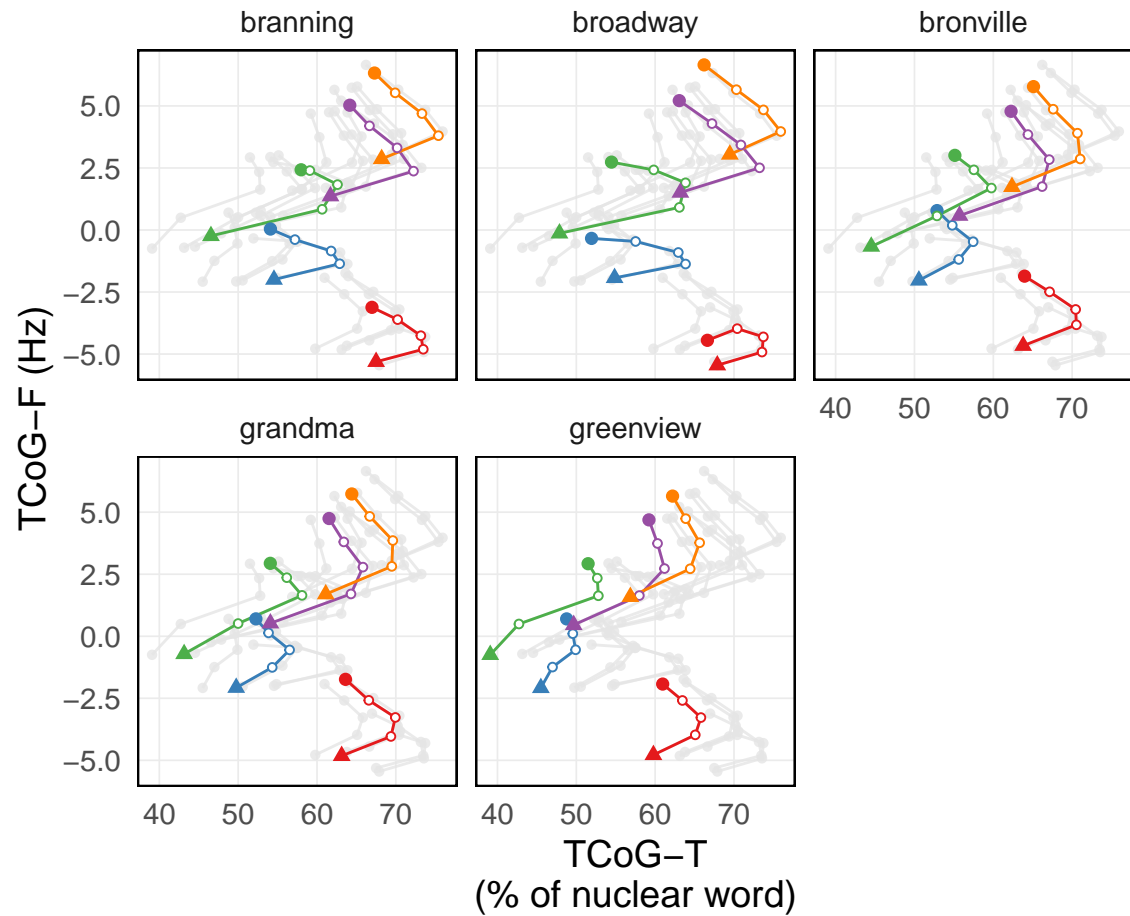 branning
broadway
bronville
5.0
2.5
0.0
−2.5
−5.0
40 50 60 70
grandma
greenview
TCoG−F (Hz)
5.0
2.5
0.0
−2.5
−5.0
40 50 60 70
40 50 60 70
TCoG−T
(% of nuclear word)